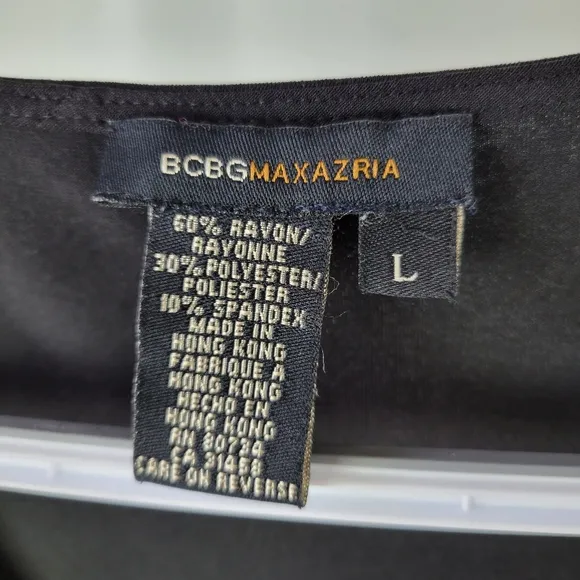 BCBGMAXAZRIA
L
60% RAYON/
RAYONNE
30% POLYESTER/
POLIESTER
10% SPANDEX
MADE IN
HONG KONG
FABRIQUE A
HONG KONG
HECHO EN
HONG KONG
RN 80724
CA 31458
CARE ON REVERSE